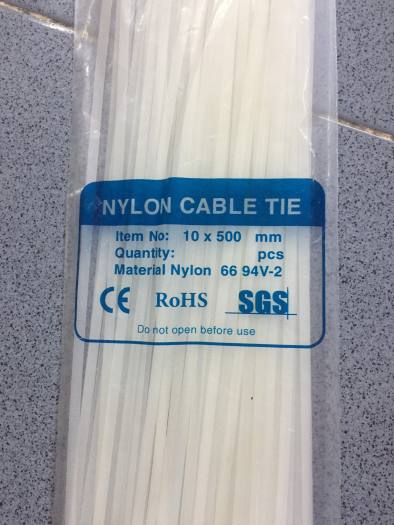 NYLON CABLE TIE
Item No: 10 x 500 mm
Quantity: pcs
Material Nylon 66 94V-2
CE RoHS SGS
Do not open before use